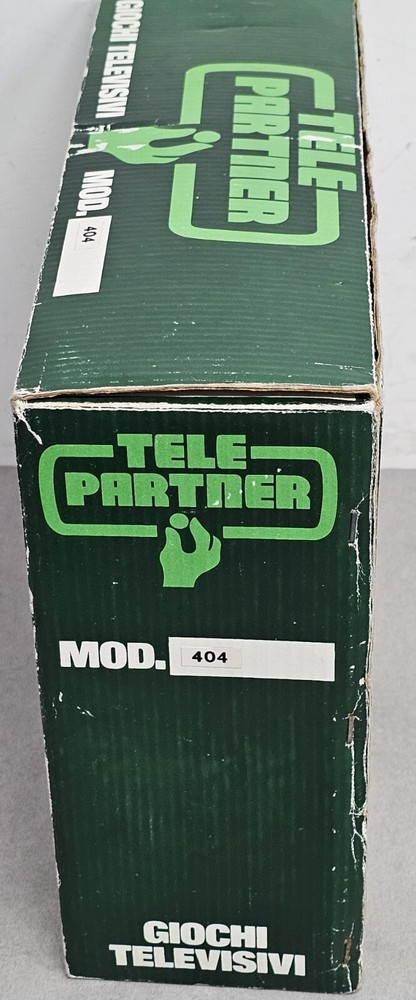 GIOCHI TELEVISIVI
MOD. 404
TELE
PARTNER
TELE
PARTNER
MOD. 404
GIOCHI
TELEVISIVI